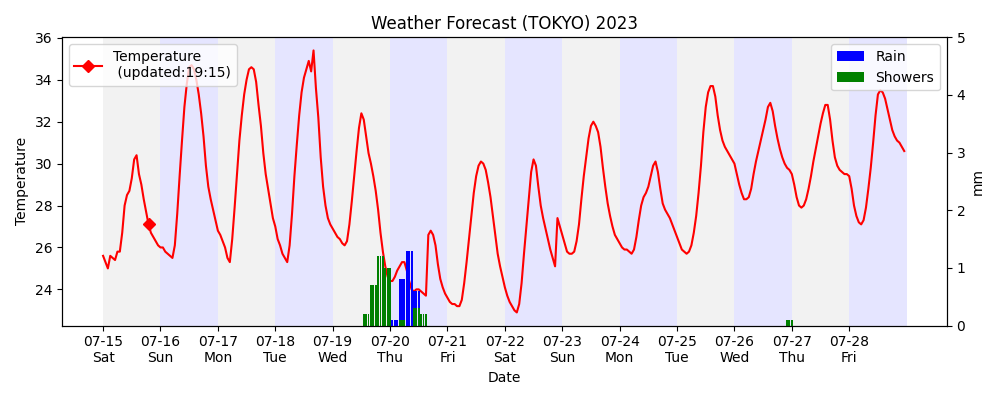 Weather Forecast (TOKYO) 2023
Temperature
(updated:19:15)
Rain
Showers
36
34
32
30
28
26
24
Temperature
5
4
3
2
1
0
mm
07-15 07-16 07-17 07-18 07-19 07-20 07-21 07-22 07-23 07-24 07-25 07-26 07-27 07-28
Sat Sun Mon Tue Wed Thu Fri Sat Sun Mon Tue Wed Thu Fri
Date